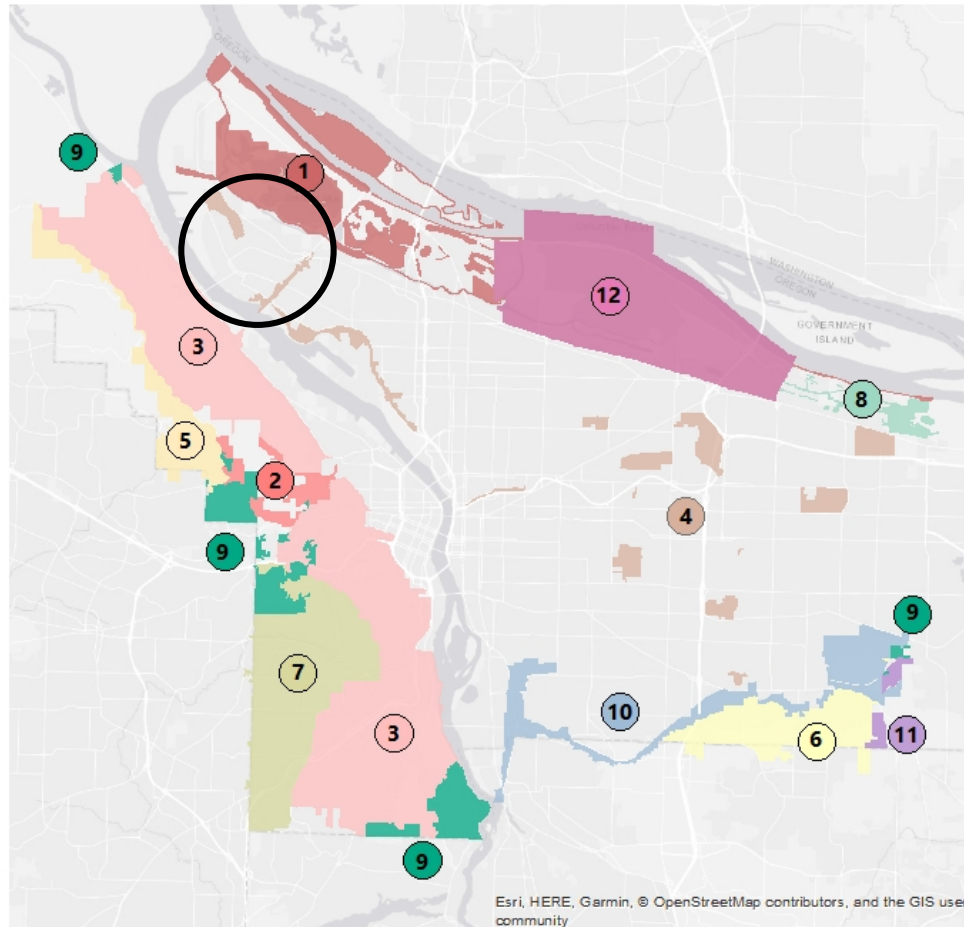 OREGON
9
1
12
WASHINGTON
OREGON
GOVERNMENT
ISLAND
3
8
5
2
4
9
9
7
10
3
6
11
9
Esri, HERE, Garmin, © OpenStreetMap contributors, and the GIS user
community